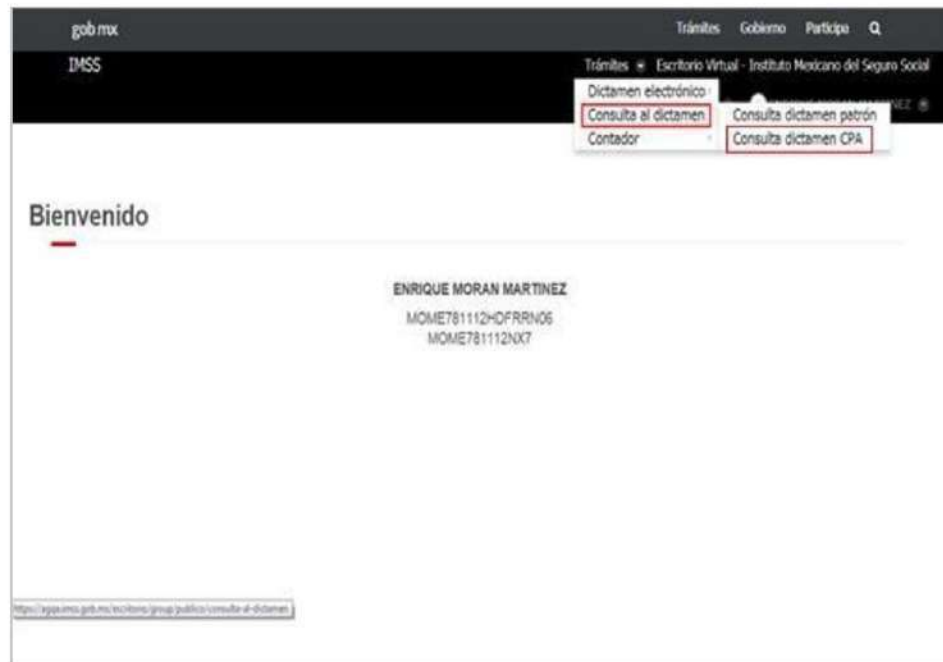 gob mx Trámites Gobierno Participa
IMSS Trámites Escritorio Virtual - Instituto Mexicano del Seguro Social
Dictamen electrónico
NEZ
Consulta al dictamen Consulta dictamen patrón
Contador Consulta dictamen CPA
Bienvenido
ENRIQUE MORAN MARTINEZ
MOME781112HDFRRN06
MOME781112NX7